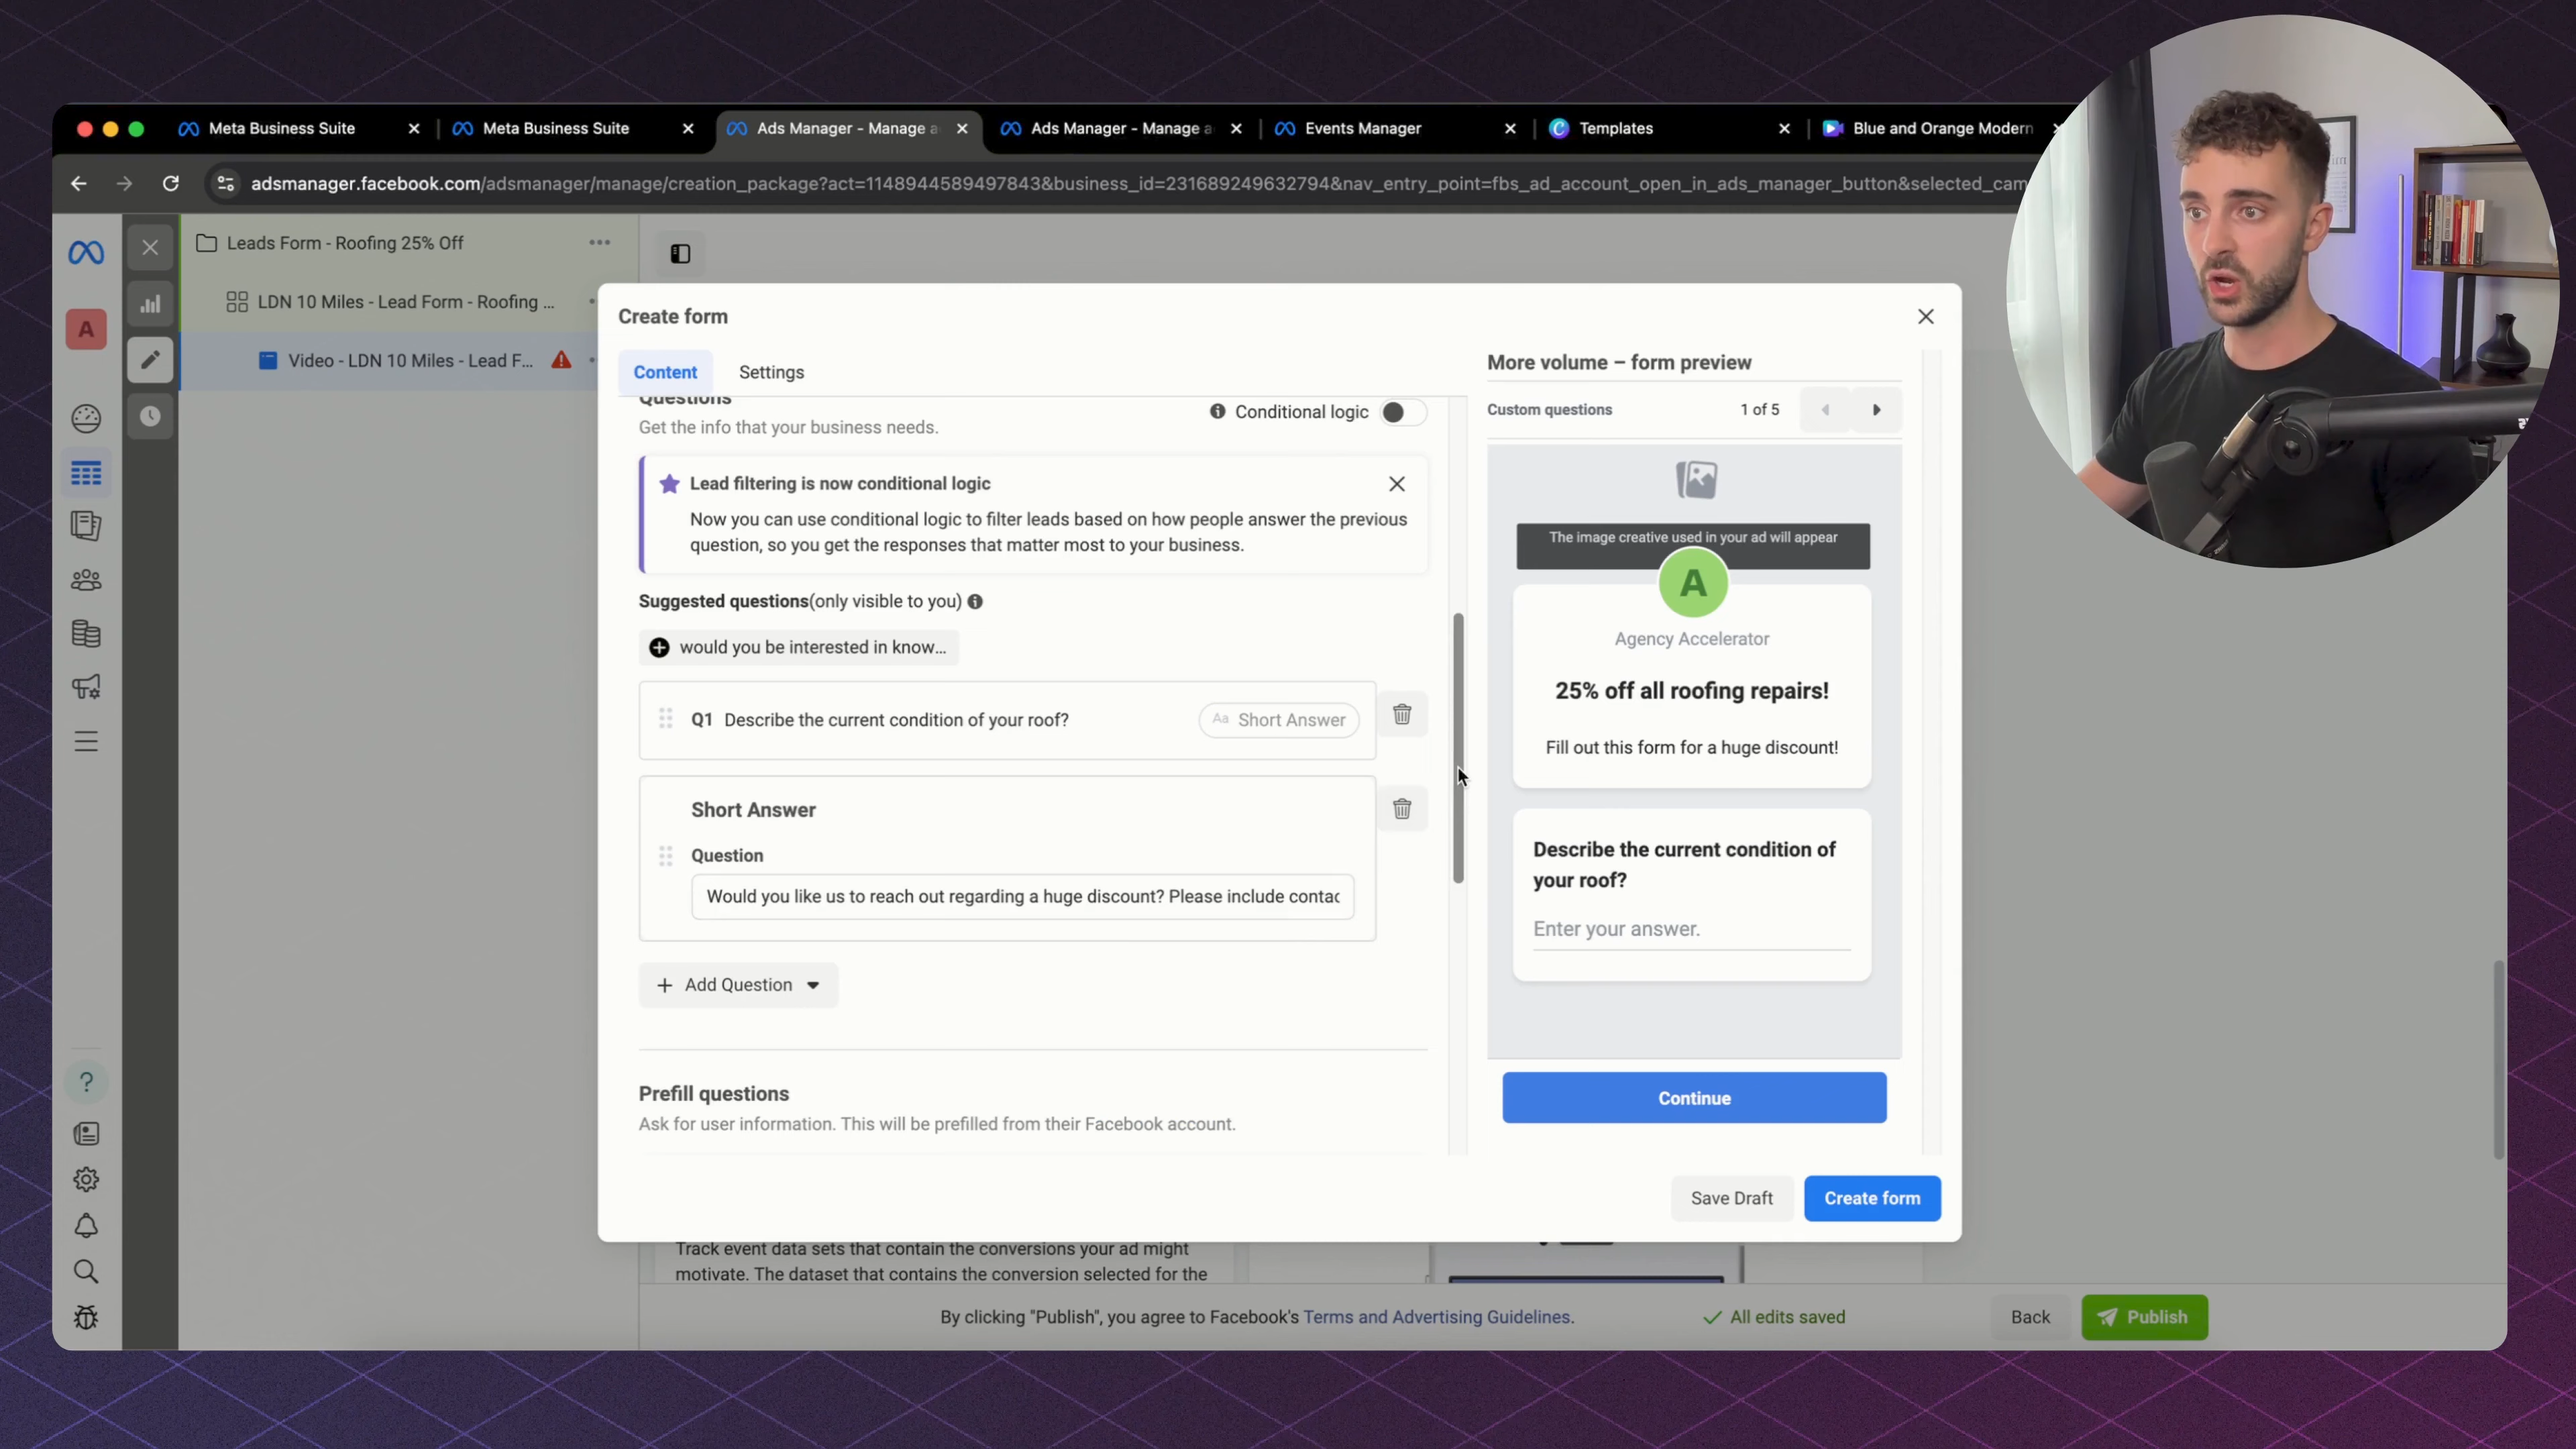 Meta Business Suite
Meta Business Suite
Ads Manager - Manage a
Ads Manager - Manage a
Events Manager
Templates
Blue and Orange Modern
adsmanager.facebook.com/adsmanager/manage/creation_package?act=1148944589497843&business_id=231689249632794&nav_entry_point=fbs_ad_account_open_in_ads_manager_button&selected_cam
A
Leads Form - Roofing 25% Off
LDN 10 Miles - Lead Form - Roofing ...
Video - LDN 10 Miles - Lead F...
Create form
Content
Settings
Questions
Conditional logic
Get the info that your business needs.
Lead filtering is now conditional logic
Now you can use conditional logic to filter leads based on how people answer the previous
question, so you get the responses that matter most to your business.
Suggested questions(only visible to you)
would you be interested in know...
Q1 Describe the current condition of your roof?
Aa Short Answer
Short Answer
Question
Would you like us to reach out regarding a huge discount? Please include contac
+ Add Question
Prefill questions
Ask for user information. This will be prefilled from their Facebook account.
More volume – form preview
Custom questions
1 of 5
The image creative used in your ad will appear
A
Agency Accelerator
25% off all roofing repairs!
Fill out this form for a huge discount!
Describe the current condition of
your roof?
Enter your answer.
Continue
Save Draft
Create form
Track event data sets that contain the conversions your ad might
motivate. The dataset that contains the conversion selected for the
By clicking "Publish", you agree to Facebook's Terms and Advertising Guidelines.
All edits saved
Back
Publish